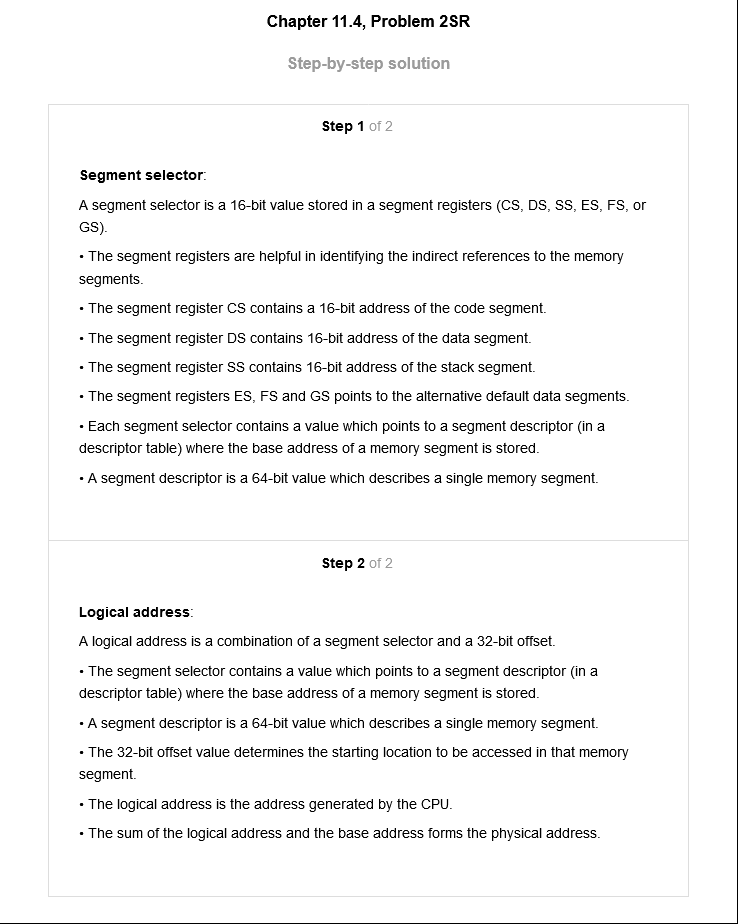 Chapter 11.4, Problem 2SR
Step-by-step solution
Step 1 of 2
Segment selector:
A segment selector is a 16-bit value stored in a segment registers (CS, DS, SS, ES, FS, or
GS).
• The segment registers are helpful in identifying the indirect references to the memory
segments.
• The segment register CS contains a 16-bit address of the code segment.
• The segment register DS contains 16-bit address of the data segment.
• The segment register SS contains 16-bit address of the stack segment.
• The segment registers ES, FS and GS points to the alternative default data segments.
• Each segment selector contains a value which points to a segment descriptor (in a
descriptor table) where the base address of a memory segment is stored.
• A segment descriptor is a 64-bit value which describes a single memory segment.
Step 2 of 2
Logical address:
A logical address is a combination of a segment selector and a 32-bit offset.
• The segment selector contains a value which points to a segment descriptor (in a
descriptor table) where the base address of a memory segment is stored.
• A segment descriptor is a 64-bit value which describes a single memory segment.
• The 32-bit offset value determines the starting location to be accessed in that memory
segment.
• The logical address is the address generated by the CPU.
• The sum of the logical address and the base address forms the physical address.